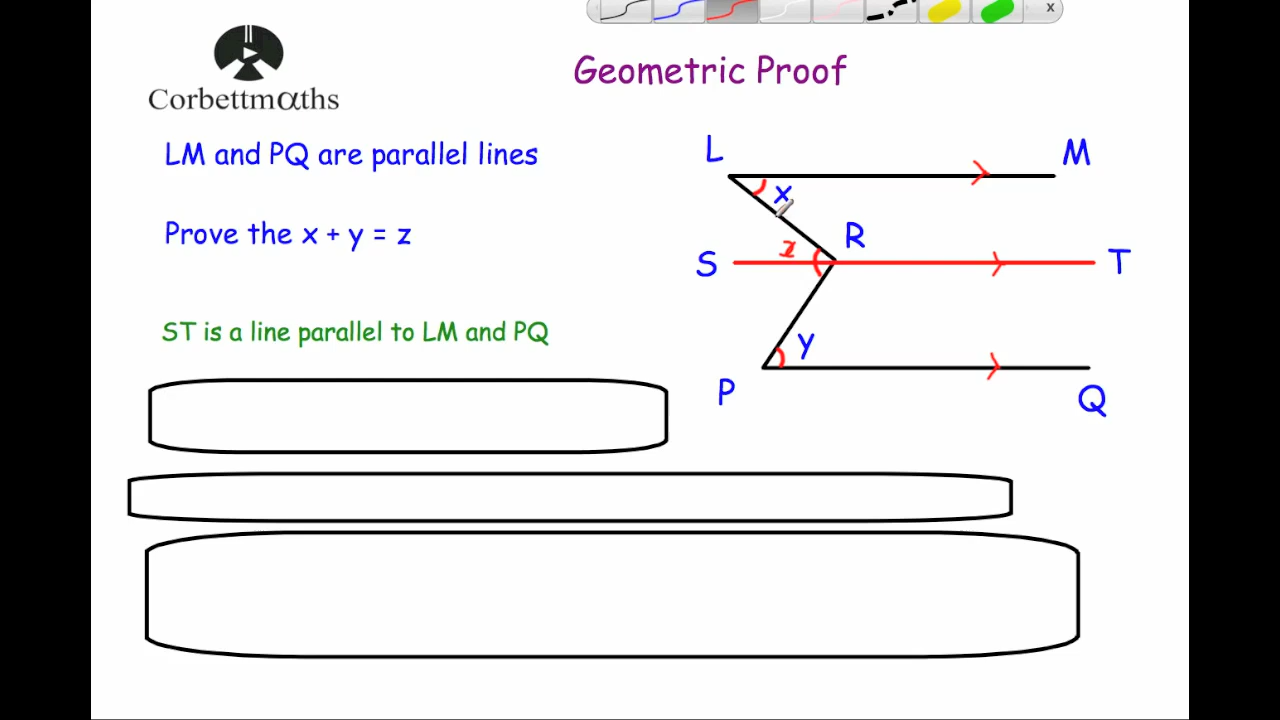 x
Corbettmαths
Geometric Proof
LM and PQ are parallel lines
Prove the x + y = z
ST is a line parallel to LM and PQ
L
M
x
R
z
S
T
y
P
Q